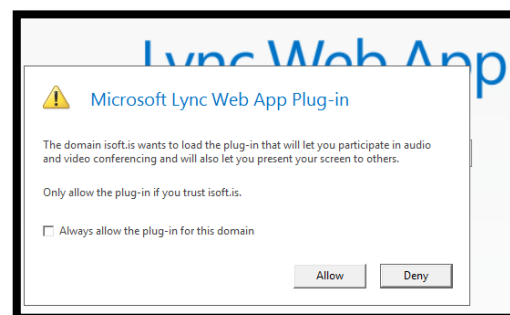 Lync Web App
Microsoft Lync Web App Plug-in
The domain isoft.is wants to load the plug-in that will let you participate in audio
and video conferencing and will also let you present your screen to others.
Only allow the plug-in if you trust isoft.is.
Always allow the plug-in for this domain
Allow
Deny